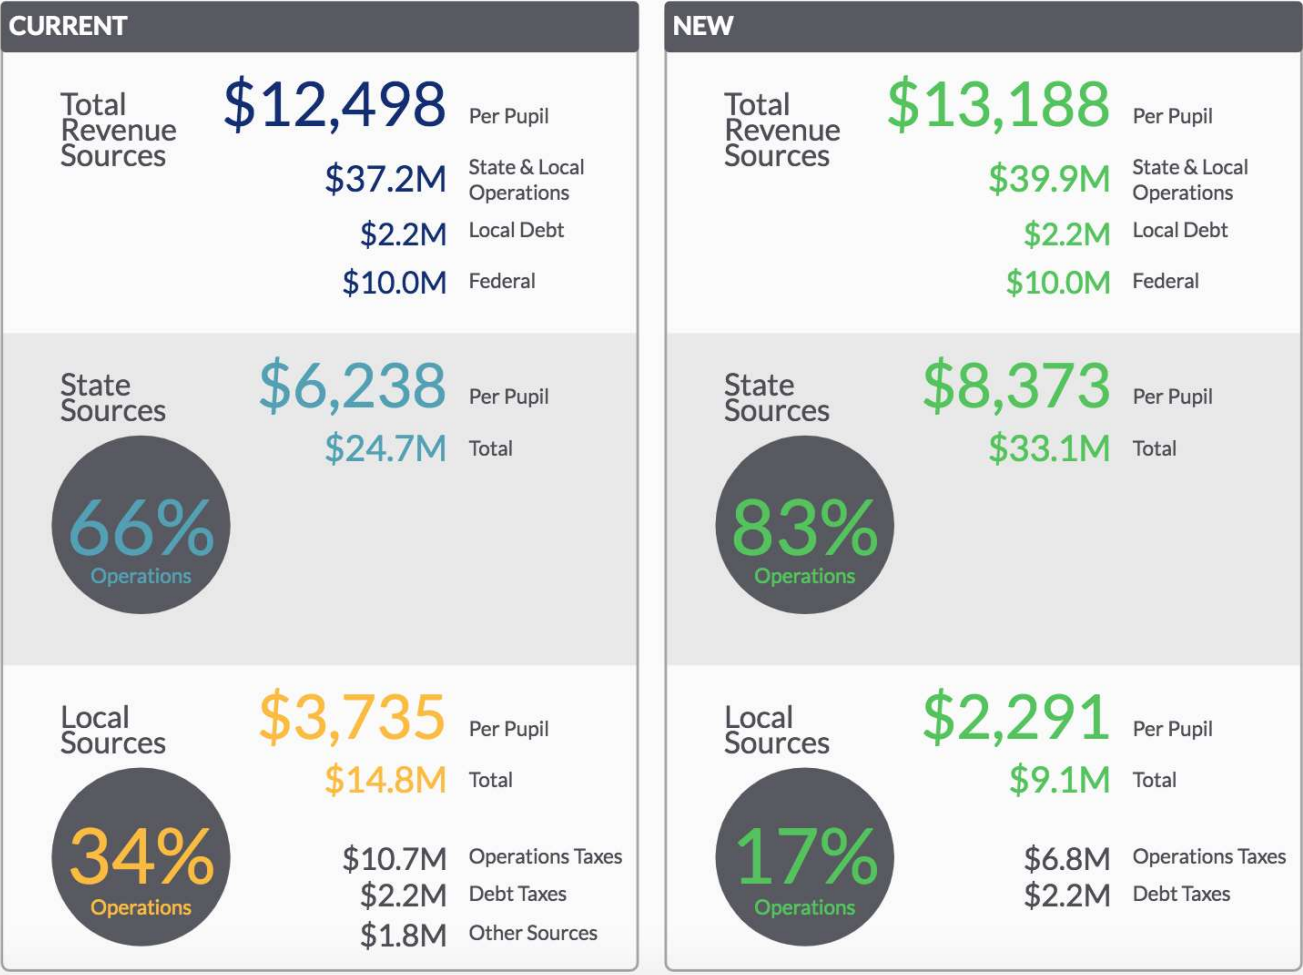 CURRENT
Total
Revenue
Sources
$12,498 Per Pupil
$37.2M State & Local
Operations
$2.2M Local Debt
$10.0M Federal
State
Sources
$6,238 Per Pupil
$24.7M Total
66%
Operations
Local
Sources
$3,735 Per Pupil
$14.8M Total
34%
Operations
$10.7M Operations Taxes
$2.2M Debt Taxes
$1.8M Other Sources
NEW
Total
Revenue
Sources
$13,188 Per Pupil
$39.9M State & Local
Operations
$2.2M Local Debt
$10.0M Federal
State
Sources
$8,373 Per Pupil
$33.1M Total
83%
Operations
Local
Sources
$2,291 Per Pupil
$9.1M Total
17%
Operations
$6.8M Operations Taxes
$2.2M Debt Taxes